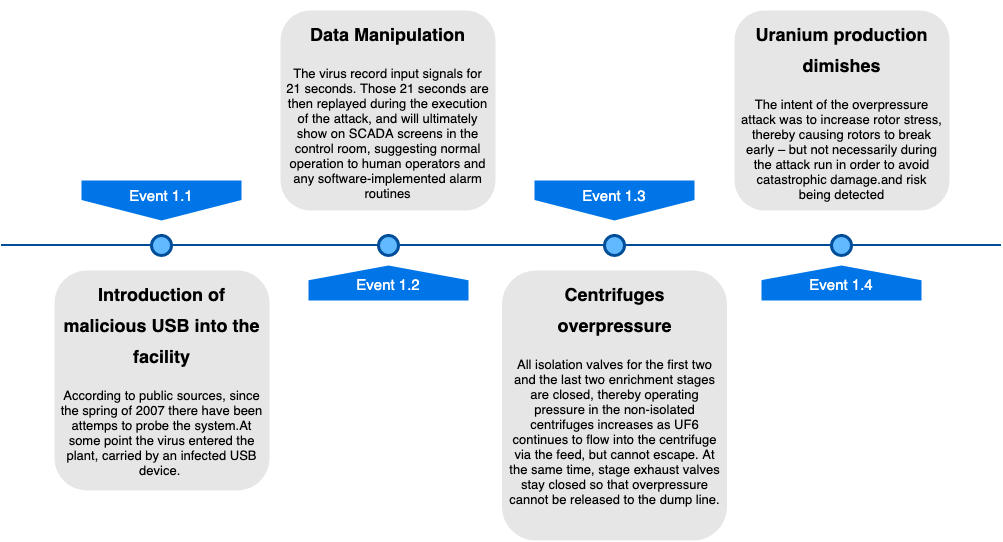 Event 1.1
Introduction of
malicious USB into the
facility
According to public sources, since
the spring of 2007 there have been
attemps to probe the system.At
some point the virus entered the
plant, carried by an infected USB
device.
Data Manipulation
The virus record input signals for
21 seconds. Those 21 seconds are
then replayed during the execution
of the attack, and will ultimately
show on SCADA screens in the
control room, suggesting normal
operation to human operators and
any software-implemented alarm
routines
Event 1.2
Event 1.3
Centrifuges
overpressure
All isolation valves for the first two
and the last two enrichment stages
are closed, thereby operating
pressure in the non-isolated
centrifuges increases as UF6
continues to flow into the centrifuge
via the feed, but cannot escape. At
the same time, stage exhaust valves
stay closed so that overpressure
cannot be released to the dump line.
Uranium production
dimishes
The intent of the overpressure
attack was to increase rotor stress,
thereby causing rotors to break
early – but not necessarily during
the attack run in order to avoid
catastrophic damage.and risk
being detected
Event 1.4